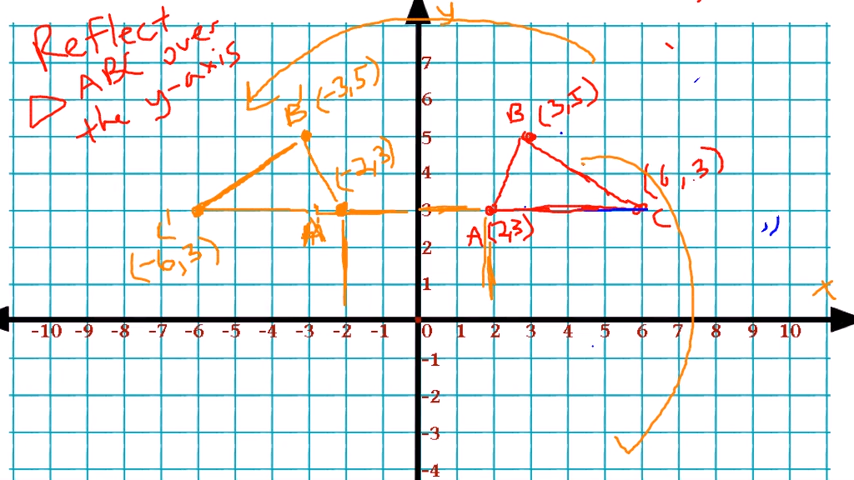 Reflect
▷ ABC over
the y-axis
y
B' (-3,5)
B (3,5)
(-2,3)
(6,3)
A'
A (2,3)
C
C'
(-6,3)
x
7
6
5
4
3
2
1
-10 -9 -8 -7 -6 -5 -4 -3 -2 -1 0 1 2 3 4 5 6 7 8 9 10
-1
-2
-3
-4